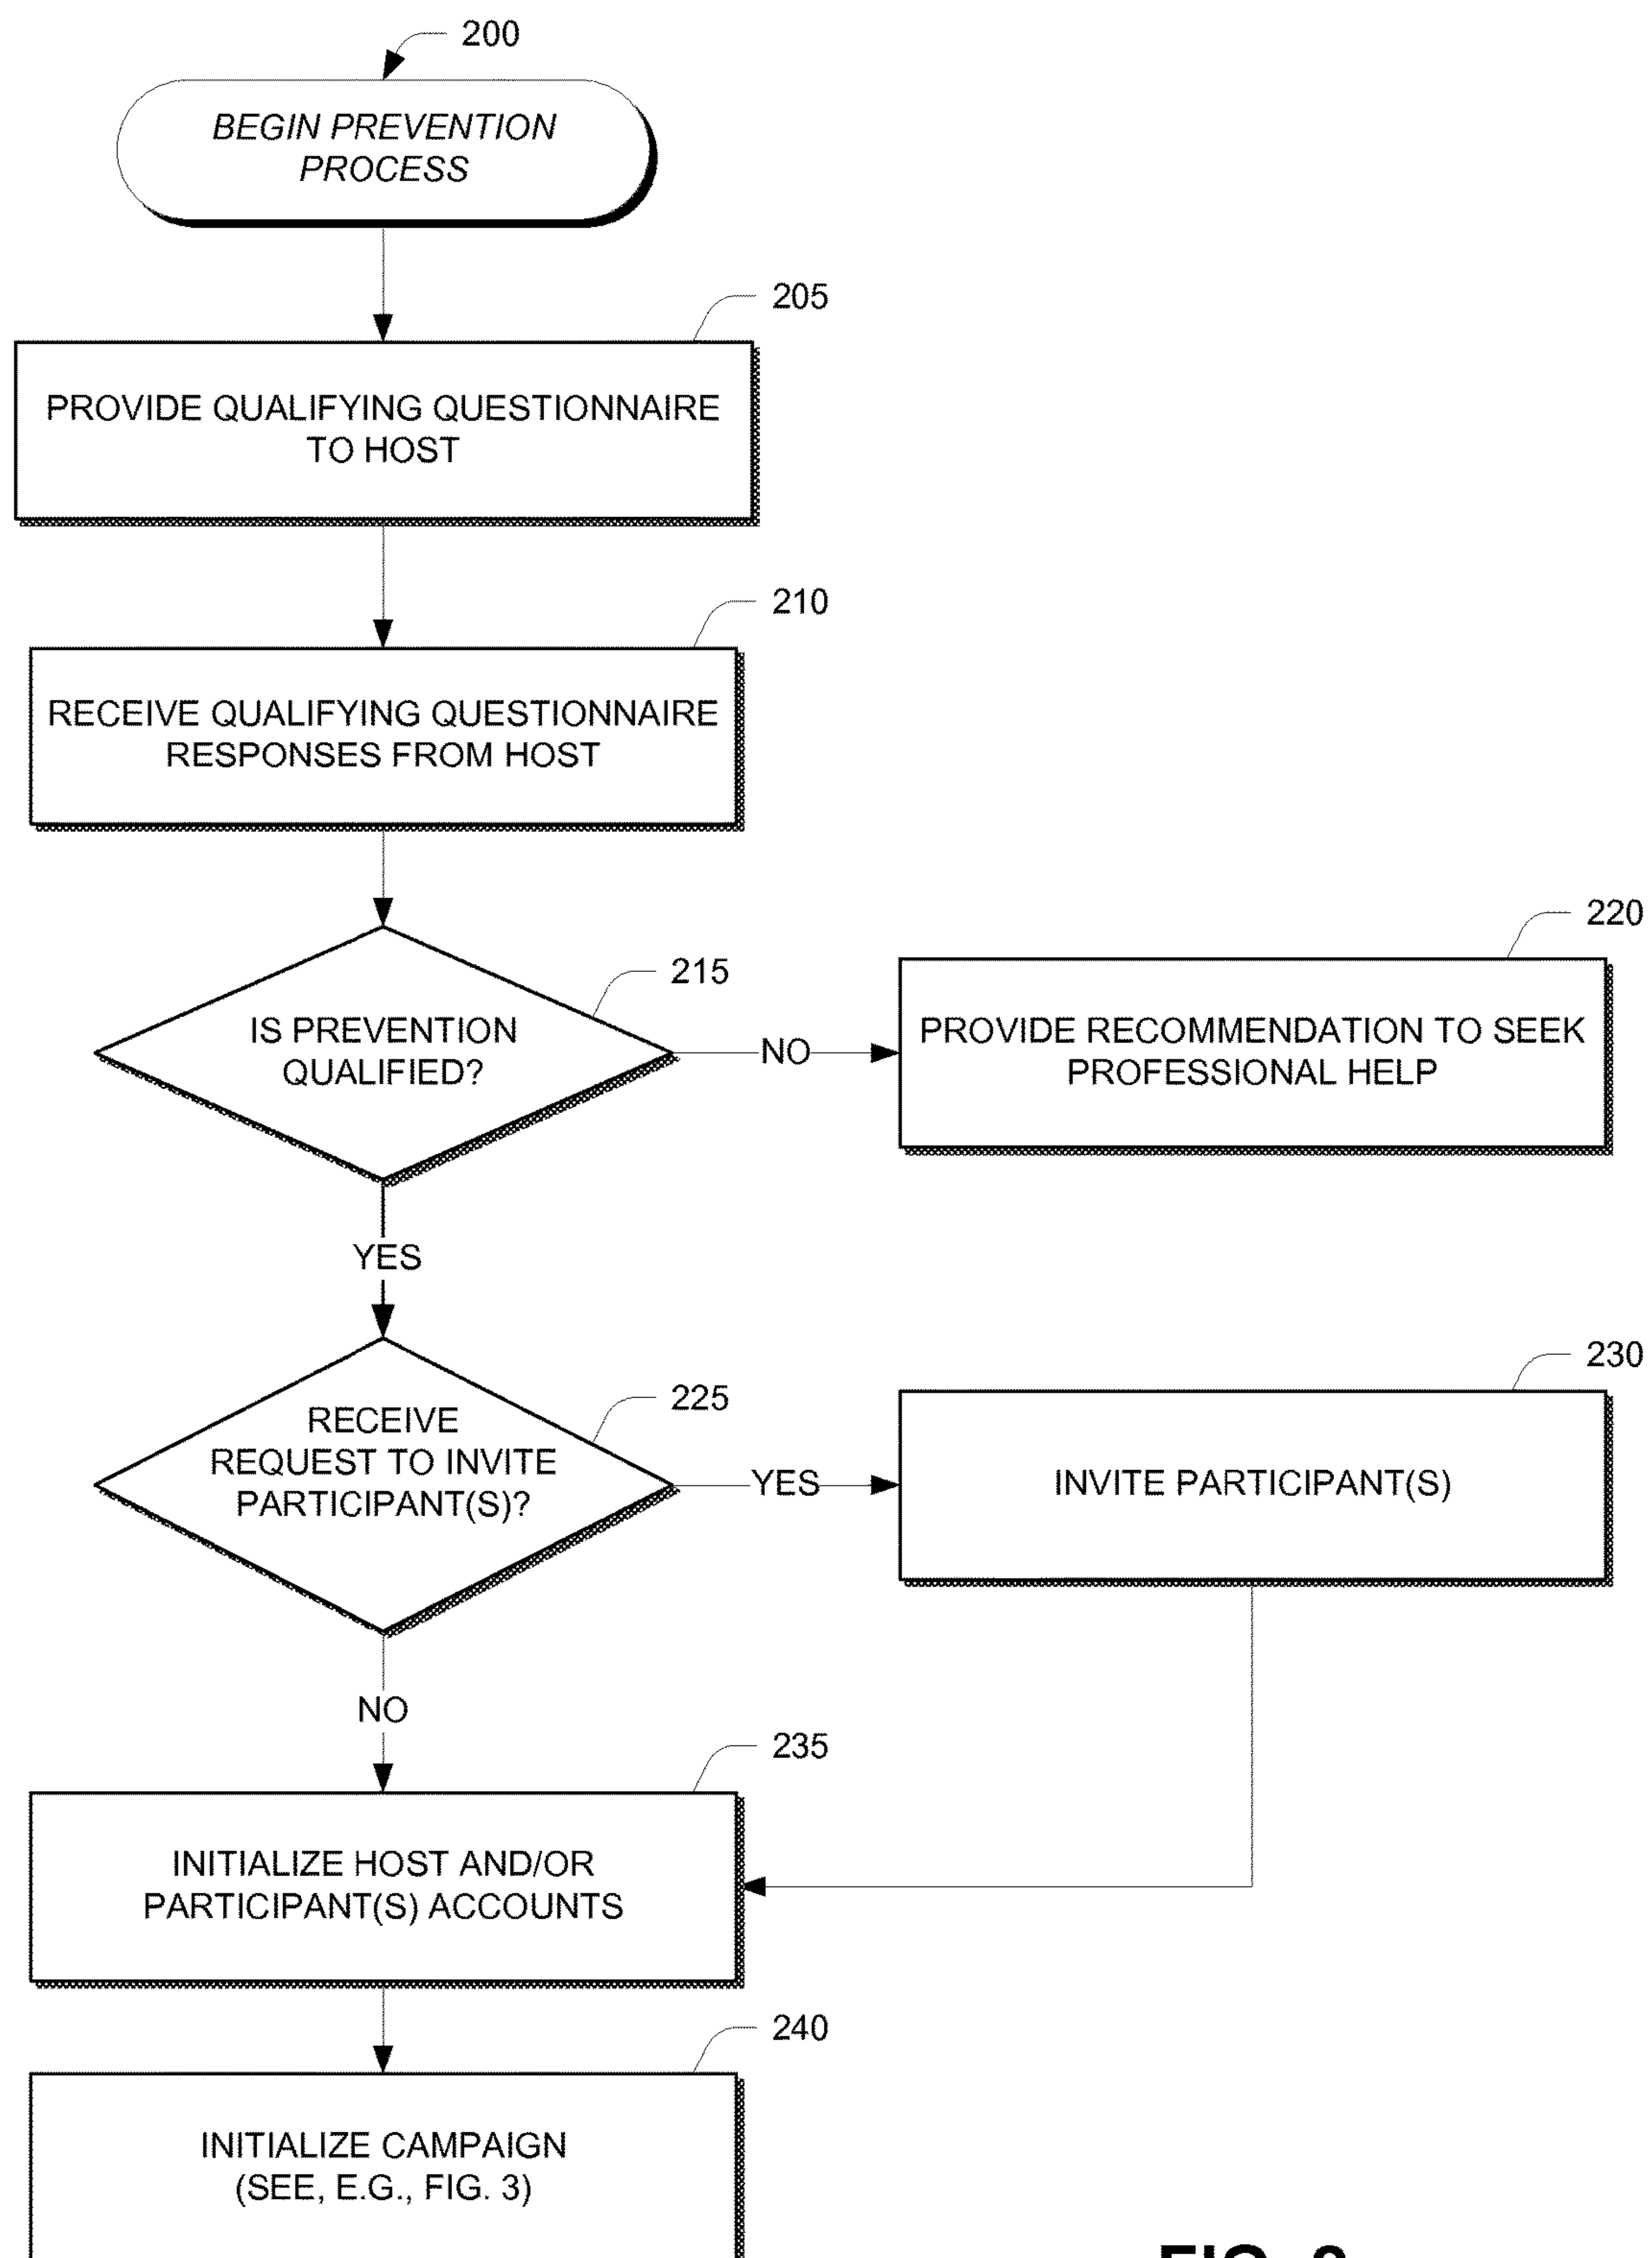 200
BEGIN PREVENTION
PROCESS
205
PROVIDE QUALIFYING QUESTIONNAIRE
TO HOST
210
RECEIVE QUALIFYING QUESTIONNAIRE
RESPONSES FROM HOST
215
IS PREVENTION
QUALIFIED?
NO
220
PROVIDE RECOMMENDATION TO SEEK
PROFESSIONAL HELP
YES
225
RECEIVE
REQUEST TO INVITE
PARTICIPANT(S)?
YES
230
INVITE PARTICIPANT(S)
NO
235
INITIALIZE HOST AND/OR
PARTICIPANT(S) ACCOUNTS
240
INITIALIZE CAMPAIGN
(SEE, E.G., FIG. 3)
FIG.